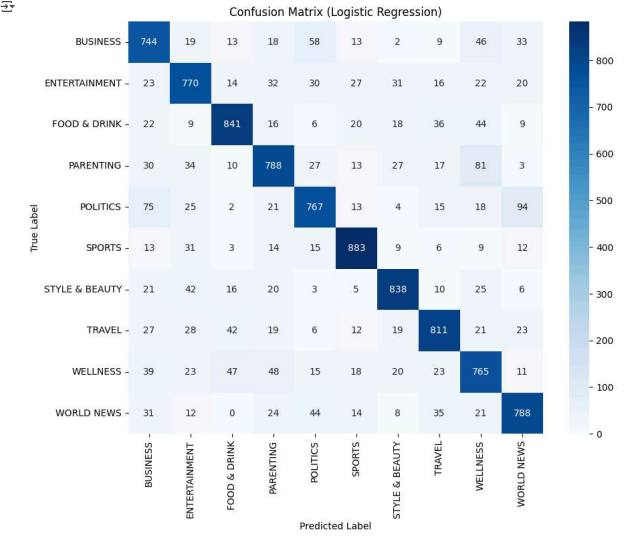 Confusion Matrix (Logistic Regression)
BUSINESS 744 19 13 18 58 13 2 9 46 33
ENTERTAINMENT 23 770 14 32 30 27 31 16 22 20
FOOD & DRINK 22 9 841 16 6 20 18 36 44 9
PARENTING 30 34 10 788 27 13 27 17 81 3
POLITICS 75 25 2 21 767 13 4 15 18 94
SPORTS 13 31 3 14 15 883 9 6 9 12
STYLE & BEAUTY 21 42 16 20 3 5 838 10 25 6
TRAVEL 27 28 42 19 6 12 19 811 21 23
WELLNESS 39 23 47 48 15 18 20 23 765 11
WORLD NEWS 31 12 0 24 44 14 8 35 21 788
True Label
BUSINESS
ENTERTAINMENT
FOOD & DRINK
PARENTING
POLITICS
SPORTS
STYLE & BEAUTY
TRAVEL
WELLNESS
WORLD NEWS
Predicted Label
800
700
600
500
400
300
200
100
0